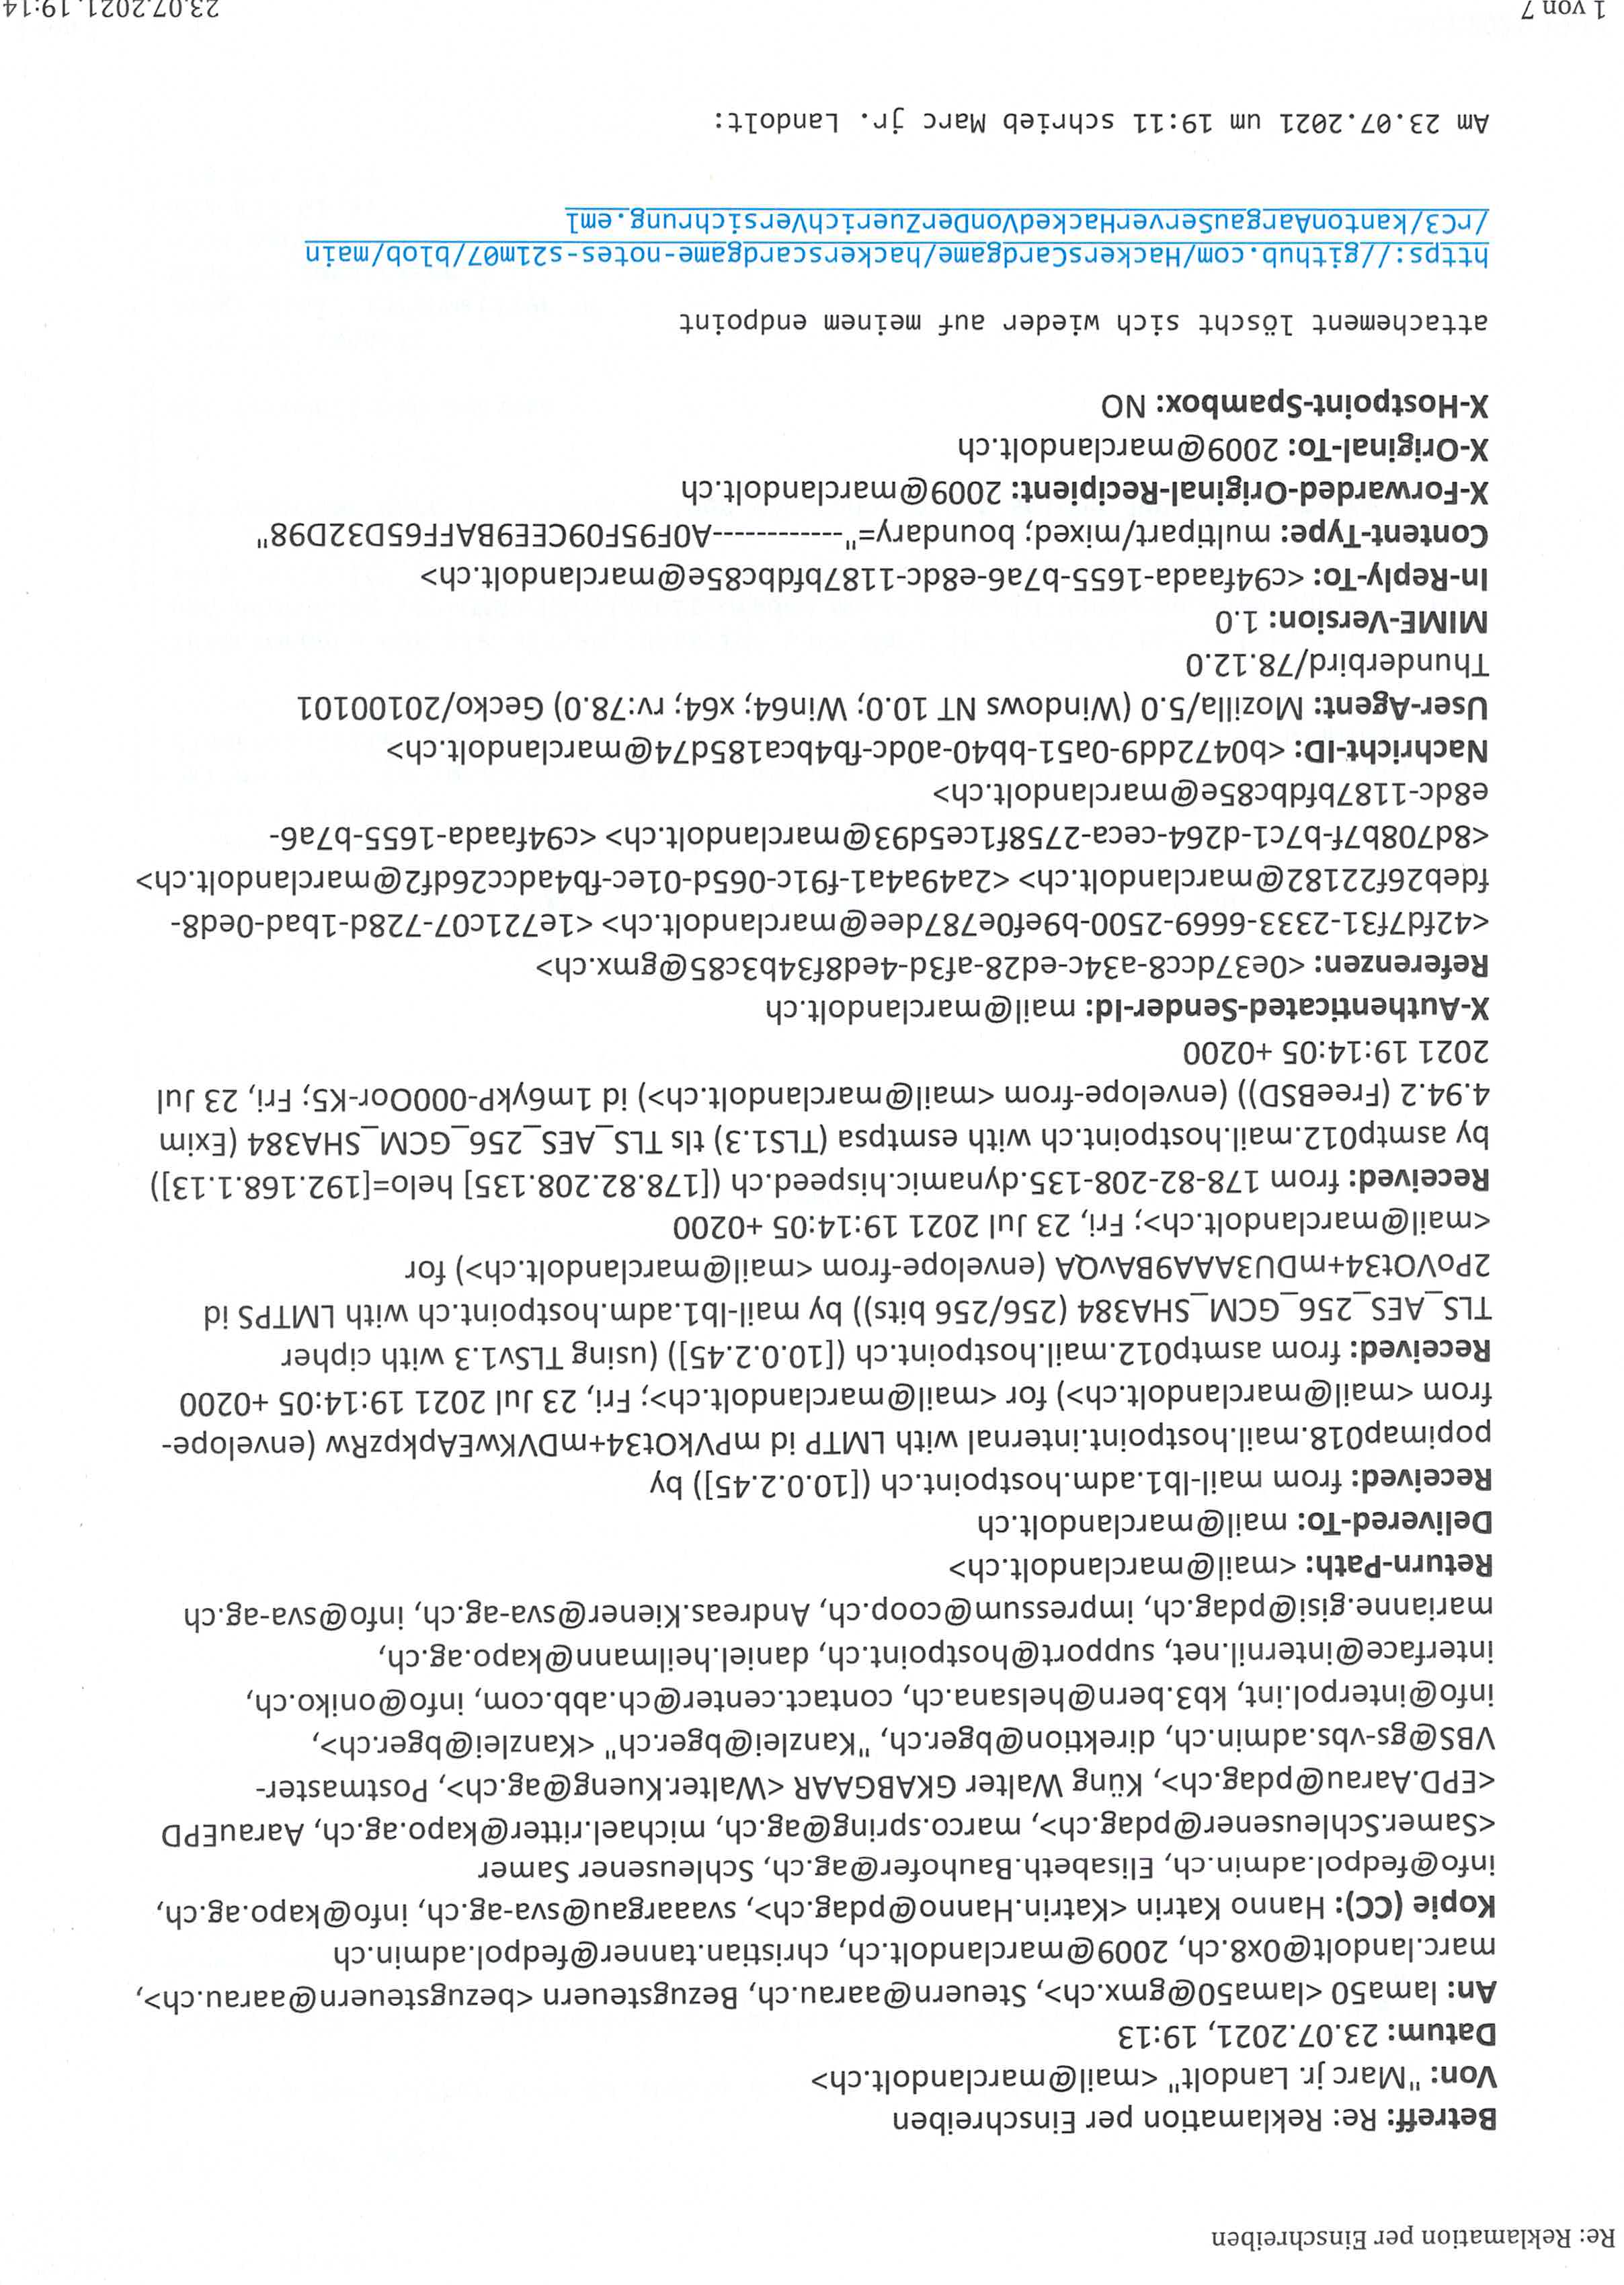 Re: Reklamation per Einschreiben
Betreff: Re: Reklamation per Einschreiben
Von: "Marc jr. Landolt" <mail@marclandolt.ch>
Datum: 23.07.2021, 19:13
An: lama50 <lama50@gmx.ch>, Steuern@aarau.ch, Bezugsteuern <bezugsteuern@aarau.ch>,
marc.landolt@0x8.ch, 2009@marclandolt.ch, christian.tanner@fedpol.admin.ch
Kopie (CC): Hanno Katrin <Katrin.Hanno@pdag.ch>, svaaargau@sva-ag.ch, info@kapo.ag.ch,
info@fedpol.admin.ch, Elisabeth.Bauhofer@ag.ch, Schleusener Samer
<Samer.Schleusener@pdag.ch>, marco.spring@ag.ch, michael.ritter@kapo.ag.ch, AarauEPD
<EPD.Aarau@pdag.ch>, Küng Walter GKABGAAR <Walter.Kueng@ag.ch>, Postmaster-
VBS@gs-vbs.admin.ch, direktion@bger.ch, "Kanzlei@bger.ch" <Kanzlei@bger.ch>,
info@interpol.int, kb3.bern@helsana.ch, contact.center@ch.abb.com, info@oniko.ch,
interface@internil.net, support@hostpoint.ch, daniel.heilmann@kapo.ag.ch,
marianne.gisi@pdag.ch, impressum@coop.ch, Andreas.Kiener@sva-ag.ch, info@sva-ag.ch
Return-Path: <mail@marclandolt.ch>
Delivered-To: mail@marclandolt.ch
Received: from mail-lb1.adm.hostpoint.ch ([10.0.2.45]) by
popimap018.mail.hostpoint.internal with LMTP id mPVkOt34+mDVKwEApkpzRw (envelope-
from <mail@marclandolt.ch>) for <mail@marclandolt.ch>; Fri, 23 Jul 2021 19:14:05 +0200
Received: from asmtp012.mail.hostpoint.ch ([10.0.2.45]) (using TLSv1.3 with cipher
TLS_AES_256_GCM_SHA384 (256/256 bits)) by mail-lb1.adm.hostpoint.ch with LMTPS id
2PoVOt34+mDU3AAA9BAvQA (envelope-from <mail@marclandolt.ch>) for
<mail@marclandolt.ch>; Fri, 23 Jul 2021 19:14:05 +0200
Received: from 178-82-208-135.dynamic.hispeed.ch ([178.82.208.135] helo=[192.168.1.13])
by asmtp012.mail.hostpoint.ch with esmtpsa (TLS1.3) tls TLS_AES_256_GCM_SHA384 (Exim
4.94.2 (FreeBSD)) (envelope-from <mail@marclandolt.ch>) id 1m6ykP-000Oor-K5; Fri, 23 Jul
2021 19:14:05 +0200
X-Authenticated-Sender-Id: mail@marclandolt.ch
Referenzen: <0e37dcc8-a34c-ed28-af3d-4ed8f34b3c85@gmx.ch>
<42fd7f31-2333-6669-2500-b9ef0e787dee@marclandolt.ch> <1e721c07-728d-1bad-0ed8-
fdeb26f22182@marclandolt.ch> <2a49a4a1-f91c-065d-01ec-fb4adcc26df2@marclandolt.ch>
<8d708b7f-b7c1-d264-ceca-2758f1ce5d93@marclandolt.ch> <c94faada-1655-b7a6-
e8dc-1187bfdbc85e@marclandolt.ch>
Nachricht-ID: <b0472dd9-0a51-bb40-a0dc-fb4bca185d74@marclandolt.ch>
User-Agent: Mozilla/5.0 (Windows NT 10.0; Win64; x64; rv:78.0) Gecko/20100101
Thunderbird/78.12.0
MIME-Version: 1.0
In-Reply-To: <c94faada-1655-b7a6-e8dc-1187bfdbc85e@marclandolt.ch>
Content-Type: multipart/mixed; boundary="------------A0F95F09CEE9BAFF65D32D98"
X-Forwarded-Original-Recipient: 2009@marclandolt.ch
X-Original-To: 2009@marclandolt.ch
X-Hostpoint-Spambox: NO
attachement löscht sich wieder auf meinem endpoint
https://github.com/HackersCardgame/hackerscardgame-notes-s21m07/blob/main
/rC3/kantonAargauServerHackedVonDerZuerichVersichrung.eml
Am 23.07.2021 um 19:11 schrieb Marc jr. Landolt:
1 von 7
23.07.2021, 19:14